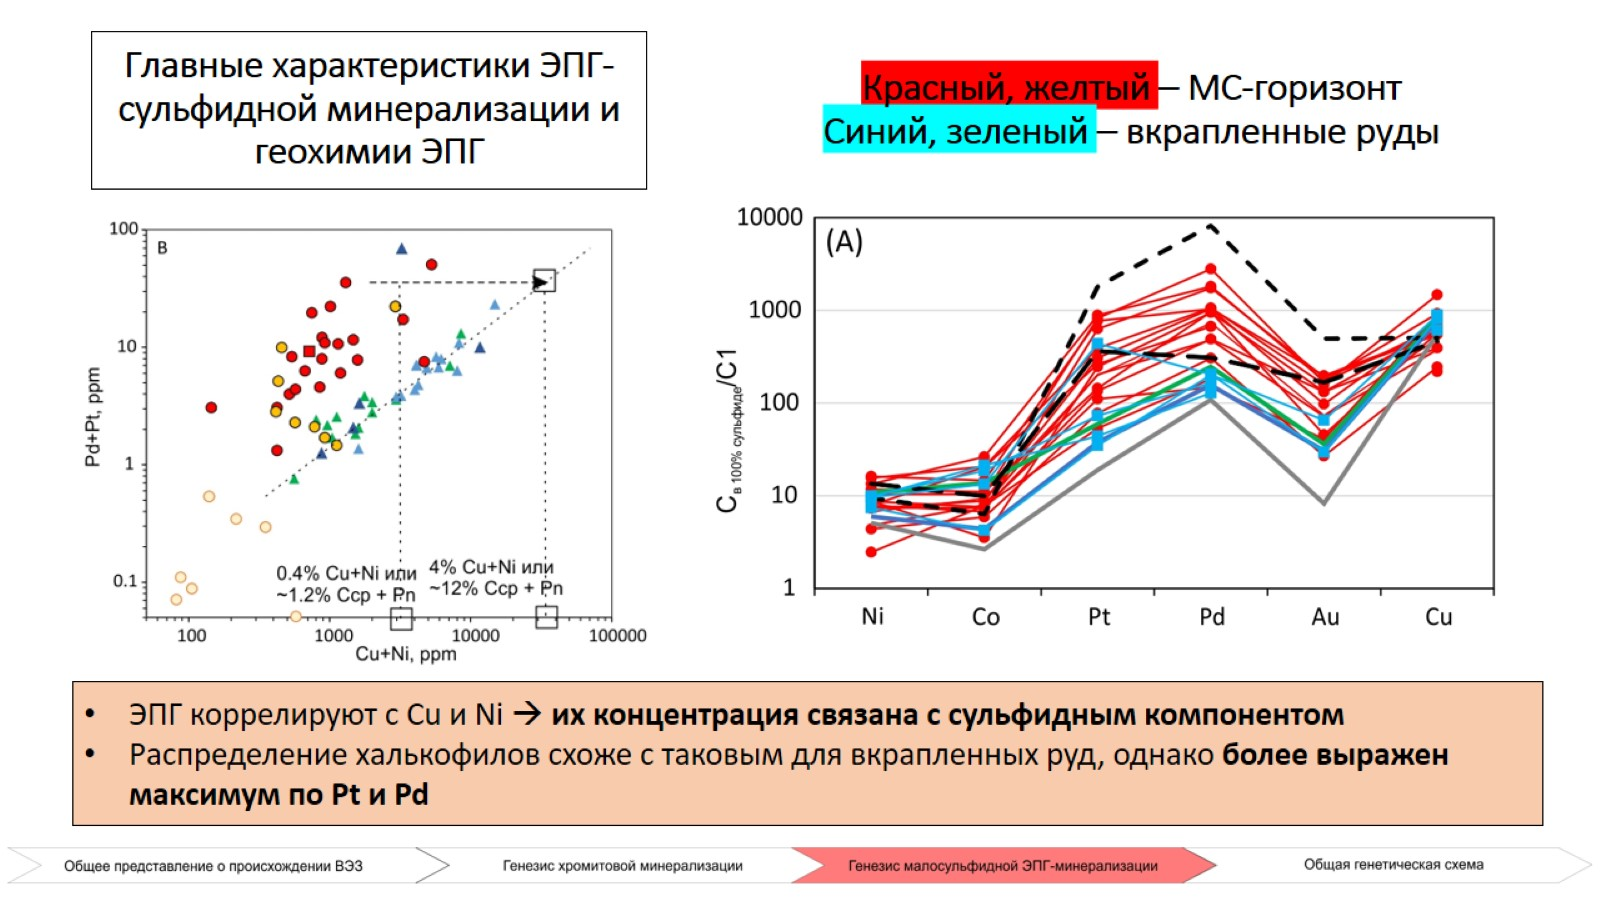 Главные характеристики ЭПГ-
сульфидной минерализации и
геохимии ЭПГ
Красный, желтый – МС-горизонт
Синий, зеленый – вкрапленные руды
B
100
10
1
0.1
Pd+Pt, ppm
0.4% Cu+Ni или
~1.2% Ccp + Pn
4% Cu+Ni или
~12% Ccp + Pn
100
1000
10000
100000
Cu+Ni, ppm
(A)
10000
1000
100
10
1
С в 100% сульфиде/C1
Ni
Co
Pt
Pd
Au
Cu
• ЭПГ коррелируют с Cu и Ni → их концентрация связана с сульфидным компонентом
• Распределение халькофилов схоже с таковым для вкрапленных руд, однако более выражен
максимум по Pt и Pd
Общее представление о происхождении ВЭЗ
Генезис хромитовой минерализации
Генезис малосульфидной ЭПГ-минерализации
Общая генетическая схема